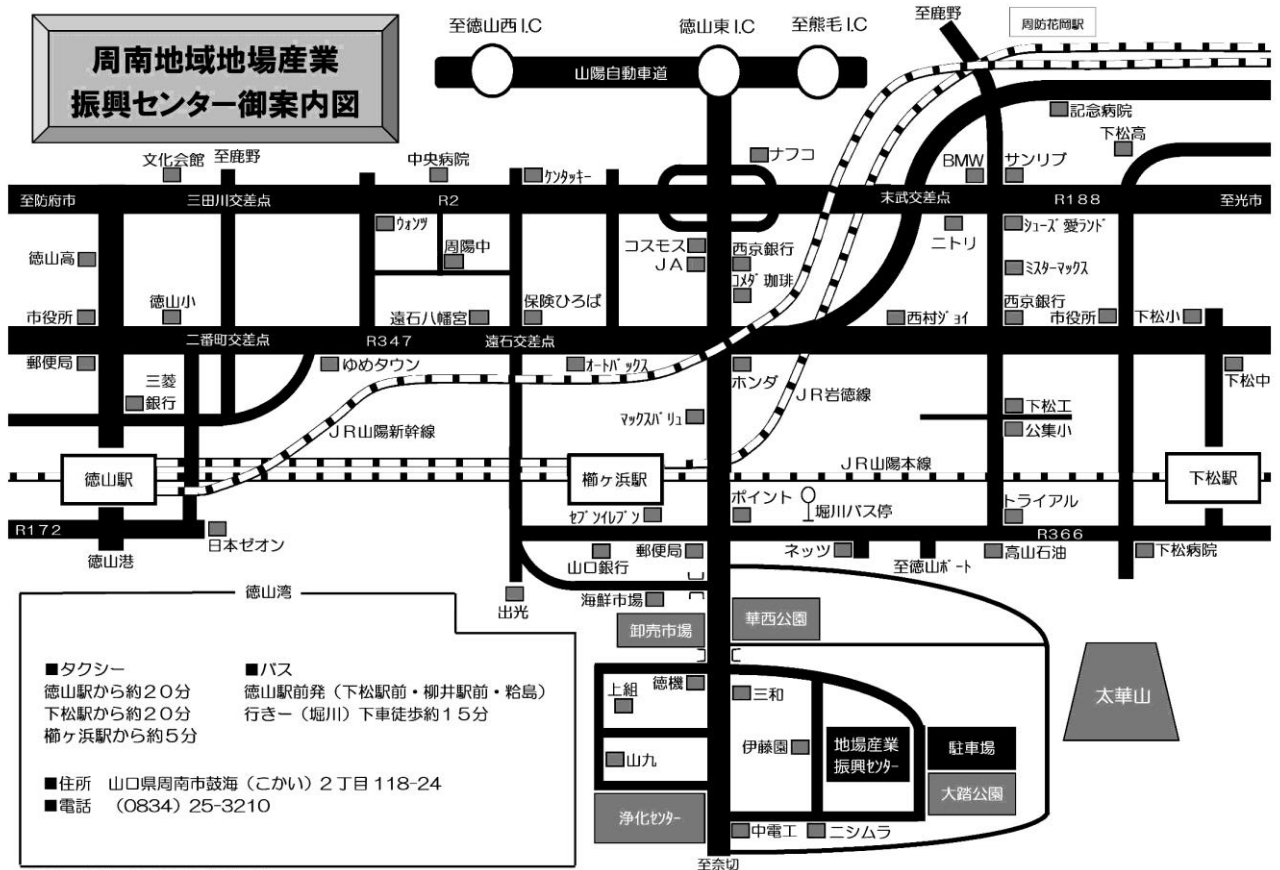 周南地域地場産業
振興センター御案内図
至徳山西 I.C
徳山東 I.C
至熊毛 I.C
至鹿野
周防花岡駅
山陽自動車道
記念病院
下松高
文化会館
至鹿野
中央病院
ケンタッキー
ナフコ
BMW
サンリブ
至防府市
三田川交差点
R2
末武交差点
R188
至光市
ウォンツ
周陽中
徳山高
コスモス
JA
西京銀行
コメダ珈琲
ニトリ
シューズ愛ランド
ミスターマックス
市役所
徳山小
遠石八幡宮
保険ひろば
西村ジョイ
西京銀行
市役所
下松小
二番町交差点
R347
遠石交差点
郵便局
三菱
銀行
ゆめタウン
オートバックス
ホンダ
下松中
JR岩徳線
マックスバリュ
下松工
公集小
JR山陽新幹線
JR山陽本線
徳山駅
櫛ヶ浜駅
下松駅
セブンイレブン
ポイント
堀川バス停
トライアル
R172
日本ゼオン
徳山港
R366
山口銀行
郵便局
ネッツ
至徳山ポート
高山石油
下松病院
出光
海鮮市場
徳山湾
卸売市場
華西公園
太華山
上組
徳機
三和
山九
伊藤園
地場産業
振興センター
駐車場
大踏公園
浄化センター
中電工
ニシムラ
至奈切
■タクシー
徳山駅から約20分
下松駅から約20分
櫛ヶ浜駅から約5分
■バス
徳山駅前発（下松駅前・柳井駅前・粭島）
行きー（堀川）下車徒歩約15分
■住所　山口県周南市鼓海（こかい）2丁目118-24
■電話　（0834）25-3210